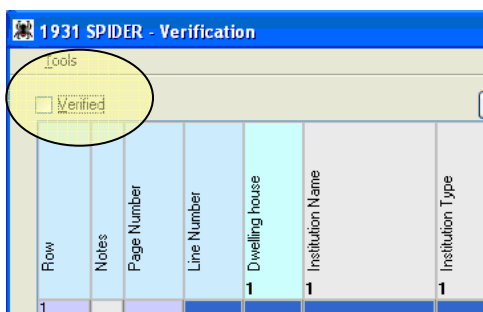 1931 SPIDER - Verification
Tools
Verified
Row
Notes
Page Number
Line Number
Dwelling house
1
Institution Name
1
Institution Type
1
1